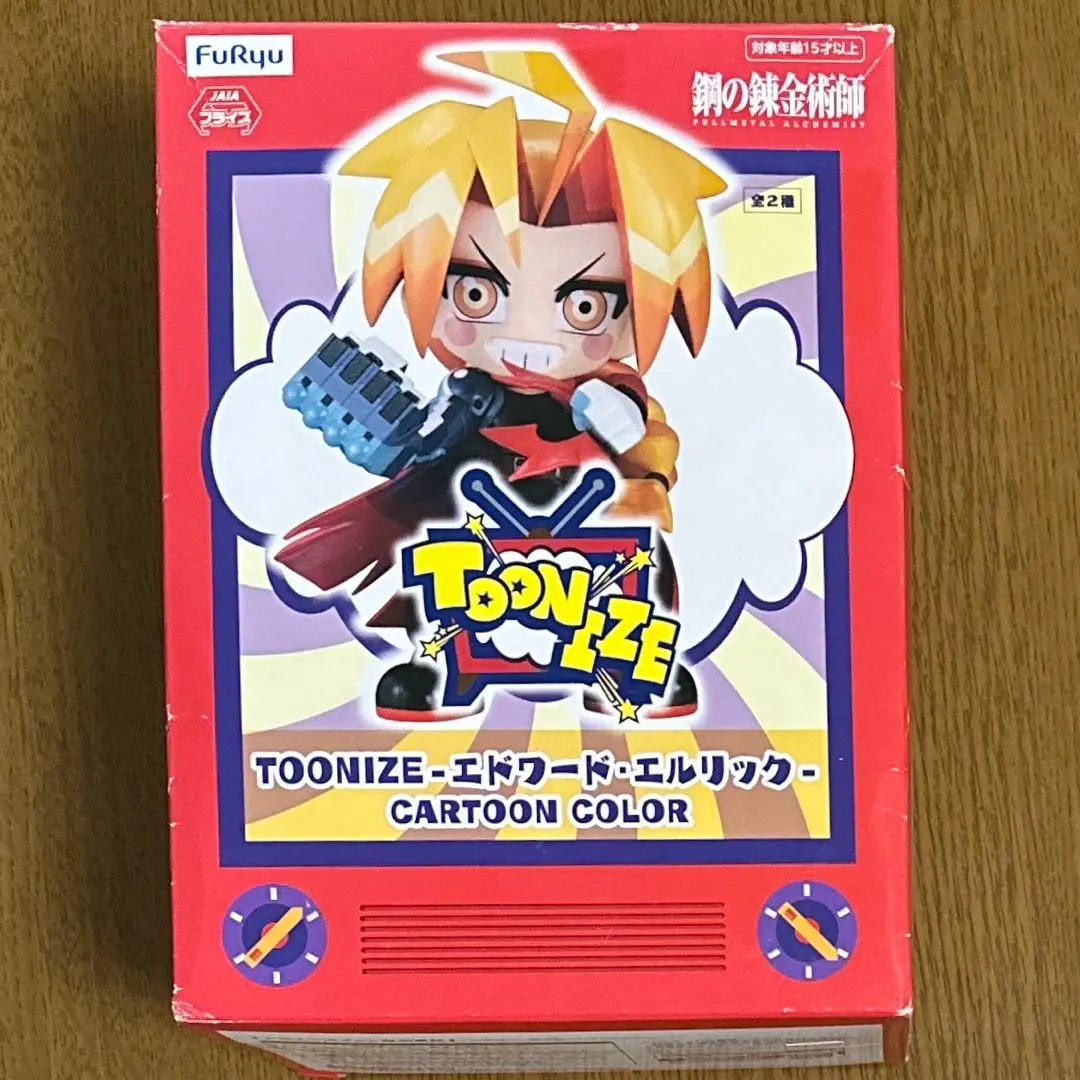 FuRyu
対象年齢15才以上
JAIA
プライズ
鋼の錬金術師
FULLMETAL ALCHEMIST
全2種
TOONIZE
TOONIZE -エドワード・エルリック-
CARTOON COLOR